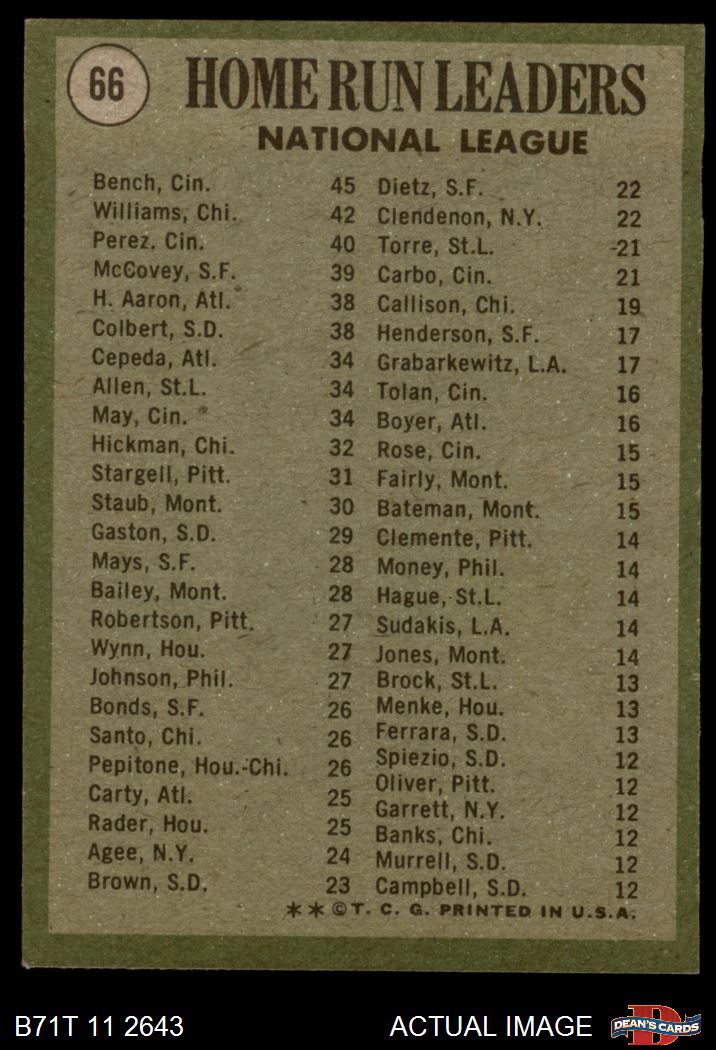 66
HOME RUN LEADERS
NATIONAL LEAGUE
Bench, Cin. 45
Williams, Chi. 42
Perez, Cin. 40
McCovey, S.F. 39
H. Aaron, Atl. 38
Colbert, S.D. 38
Cepeda, Atl. 34
Allen, St.L. 34
May, Cin. 34
Hickman, Chi. 32
Stargell, Pitt. 31
Staub, Mont. 30
Gaston, S.D. 29
Mays, S.F. 28
Bailey, Mont. 28
Robertson, Pitt. 27
Wynn, Hou. 27
Johnson, Phil. 27
Bonds, S.F. 26
Santo, Chi. 26
Pepitone, Hou.-Chi. 26
Carty, Atl. 25
Rader, Hou. 25
Agee, N.Y. 24
Brown, S.D. 23
Dietz, S.F. 22
Clendenon, N.Y. 22
Torre, St.L. 21
Carbo, Cin. 21
Callison, Chi. 19
Henderson, S.F. 17
Grabarkewitz, L.A. 17
Tolan, Cin. 16
Boyer, Atl. 16
Rose, Cin. 15
Fairly, Mont. 15
Bateman, Mont. 15
Clemente, Pitt. 14
Money, Phil. 14
Hague, St.L. 14
Sudakis, L.A. 14
Jones, Mont. 14
Brock, St.L. 13
Menke, Hou. 13
Ferrara, S.D. 13
Spiezio, S.D. 12
Oliver, Pitt. 12
Garrett, N.Y. 12
Banks, Chi. 12
Murrell, S.D. 12
Campbell, S.D. 12
**©T. C. G. PRINTED IN U.S.A.
B71T 11 2643
ACTUAL IMAGE
D
DEAN'S CARDS